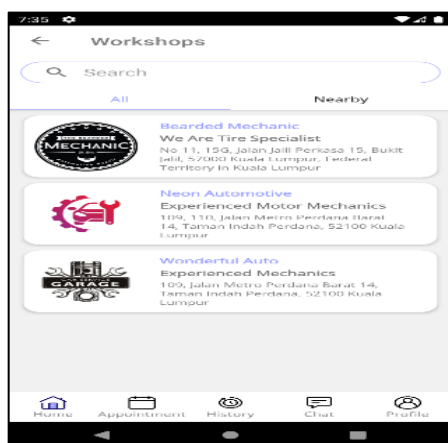 7:35
Workshops
Search
All
Nearby
MECHANIC
Bearded Mechanic
We Are Tire Specialist
No 11, 15G, Jalan Jalil Perkasa 15, Bukit
Jalil, 57000 Kuala Lumpur, Federal
Territory in Kuala Lumpur
Neon Automotive
Experienced Motor Mechanics
109, 110, Jalan Metro Perdana Barat
14, Taman Indah Perdana, 52100 Kuala
Lumpur
GARAGE
Wonderful Auto
Experienced Mechanics
109, Jalan Metro Perdana Barat 14,
Taman Indah Perdana, 52100 Kuala
Lumpur
Home
Appointment
History
Chat
Profile